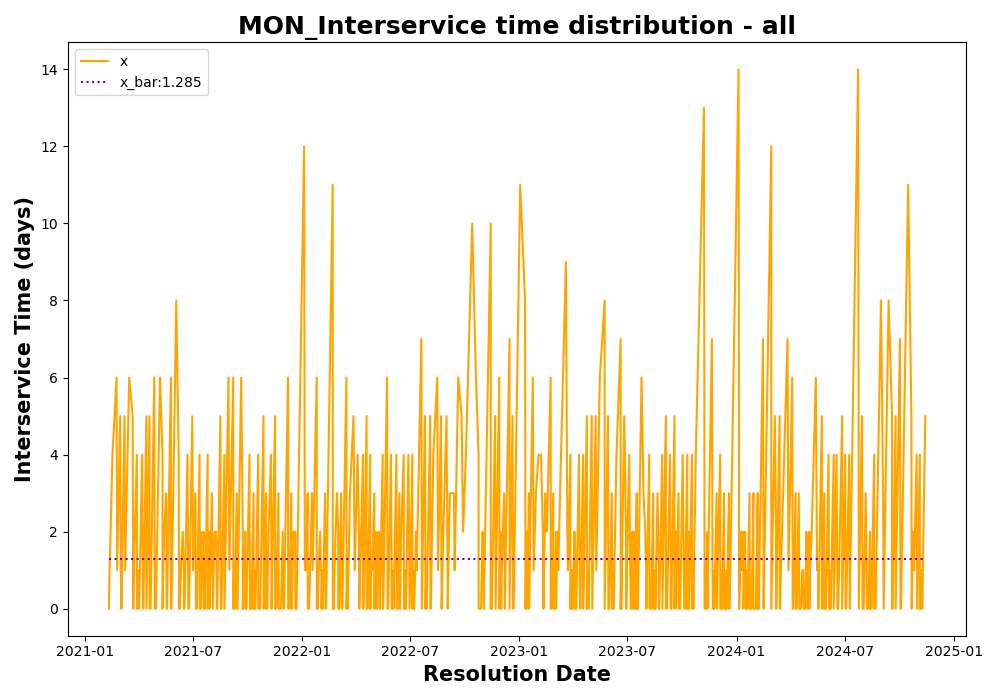 MON_Interservice time distribution - all
x
x_bar:1.285
Interservice Time (days)
14
12
10
8
6
4
2
0
2021-01 2021-07 2022-01 2022-07 2023-01 2023-07 2024-01 2024-07 2025-01
Resolution Date